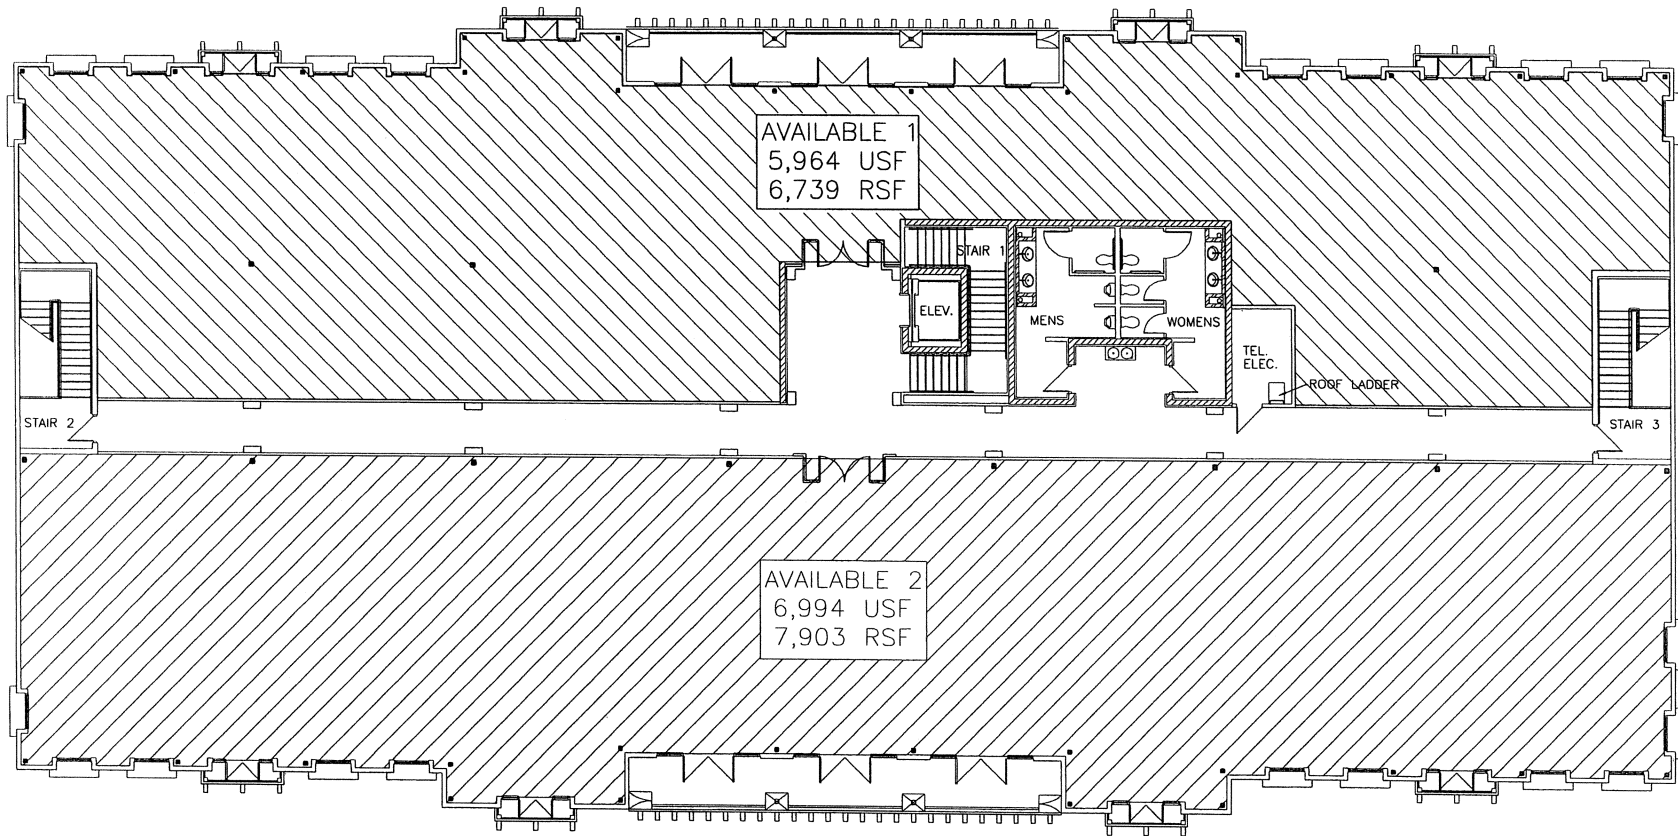 AVAILABLE 1
5,964 USF
6,739 RSF
STAIR 1
ELEV.
MENS
WOMENS
TEL.
ELEC.
ROOF LADDER
STAIR 2
STAIR 3
AVAILABLE 2
6,994 USF
7,903 RSF